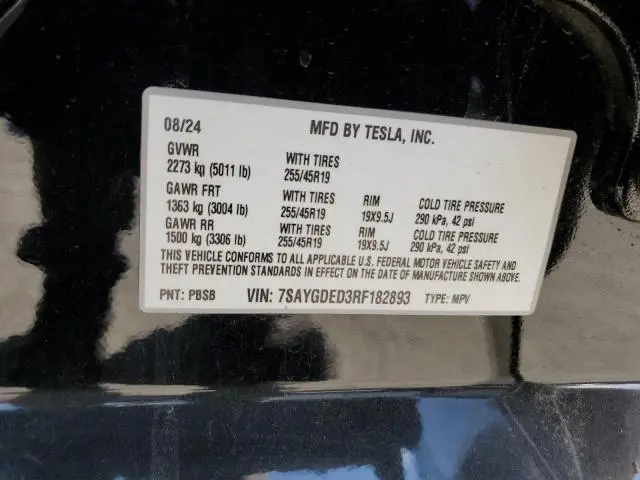 08/24 MFD BY TESLA, INC.
GVWR
2273 kg (5011 lb) WITH TIRES 255/45R19
GAWR FRT
1363 kg (3004 lb) WITH TIRES 255/45R19 RIM 19X9.5J COLD TIRE PRESSURE 290 kPa, 42 psi
GAWR RR
1500 kg (3306 lb) WITH TIRES 255/45R19 RIM 19X9.5J COLD TIRE PRESSURE 290 kPa, 42 psi
THIS VEHICLE CONFORMS TO ALL APPLICABLE U.S. FEDERAL MOTOR VEHICLE SAFETY AND
THEFT PREVENTION STANDARDS IN EFFECT ON THE DATE OF MANUFACTURE SHOWN ABOVE.
PNT: PBSB VIN: 7SAYGDED3RF182893 TYPE: MPV